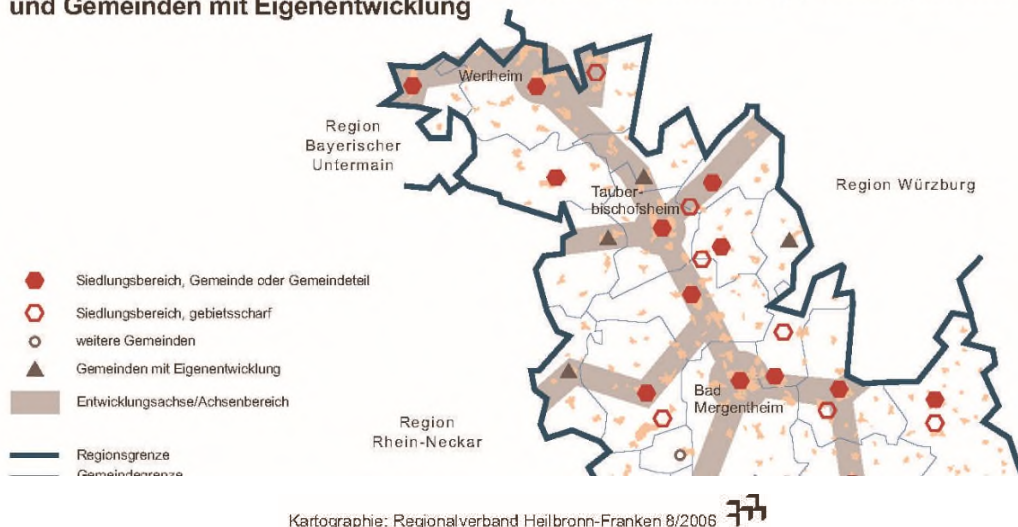 und Gemeinden mit Eigenentwicklung
Wertheim
Region
Bayerischer
Untermain
Tauber-
bischofsheim
Region Würzburg
Siedlungsbereich, Gemeinde oder Gemeindeteil
Siedlungsbereich, gebietsscharf
weitere Gemeinden
Gemeinden mit Eigenentwicklung
Entwicklungsachse/Achsenbereich
Bad
Mergentheim
Region
Rhein-Neckar
Regionsgrenze
Gemeindegrenze
Kartographie: Regionalverband Heilbronn-Franken 8/2006